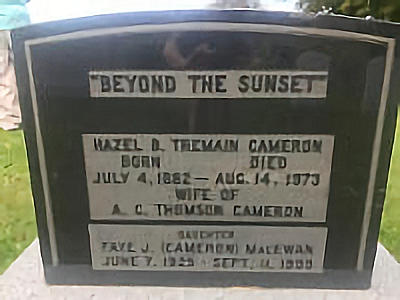 "BEYOND THE SUNSET"
HAZEL B. TREMAIN CAMERON
BORN DIED
JULY 4, 1882 — AUG. 14, 1973
WIFE OF
A. C. THOMSON CAMERON
DAUGHTER
FAYE J. (CAMERON) MACEWAN
JUNE 7, 1925 - SEPT. 11,